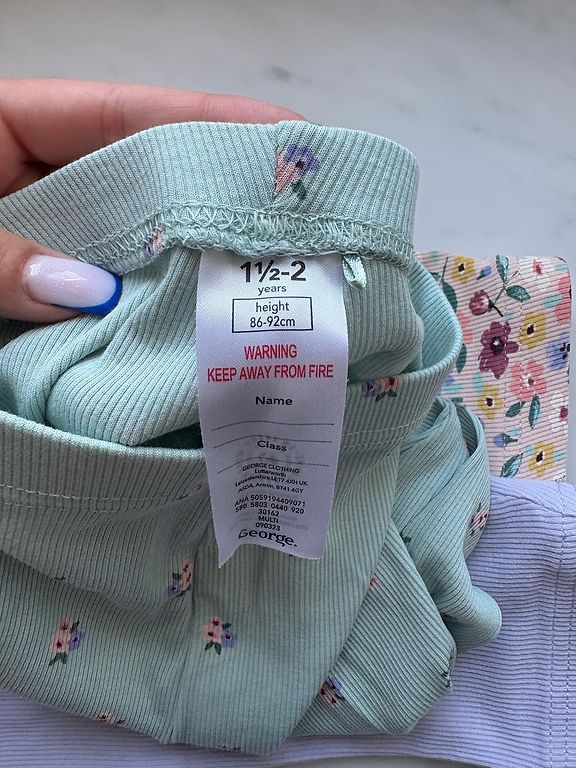 1½-2
years
height
86-92cm
WARNING
KEEP AWAY FROM FIRE
Name
Class
GEORGE CLOTHING
Lutterworth
Leicestershire LE17 4XH UK
ASDA, Antrim, BT41 4GY
ANA 5059194409071
580 5803 0440 920
30162
MULTI
090323
George.